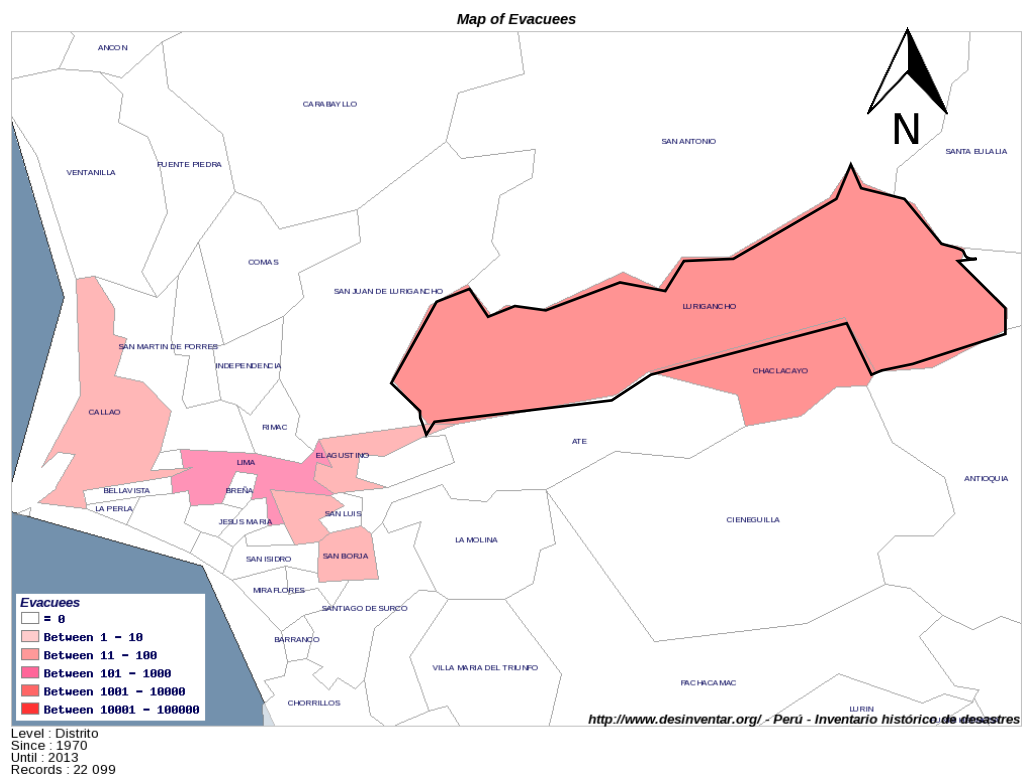 Map of Evacuees
ANCON
CARABAYLLO
SAN ANTONIO
N
SANTA EULALIA
PUENTE PIEDRA
VENTANILLA
COMAS
SAN JUAN DE LURIGANCHO
LURIGANCHO
SAN MARTIN DE PORRES
INDEPENDENCIA
CHACLACAYO
CALLAO
RIMAC
ATE
EL AGUSTINO
LIMA
ANTIOQUIA
BELLAVISTA
BREÑA
LA PERLA
SAN LUIS
JESUS MARIA
CIENEGUILLA
LA MOLINA
SAN ISIDRO
SAN BORJA
MIRAFLORES
SANTIAGO DE SURCO
BARRANCO
VILLA MARIA DEL TRIUNFO
PACHACAMAC
CHORRILLOS
LURIN
Evacuees
= 0
Between 1 - 10
Between 11 - 100
Between 101 - 1000
Between 1001 - 10000
Between 10001 - 100000
http://www.desinventar.org/ - Perú - Inventario histórico de desastres
Level : Distrito
Since : 1970
Until : 2013
Records : 22 099